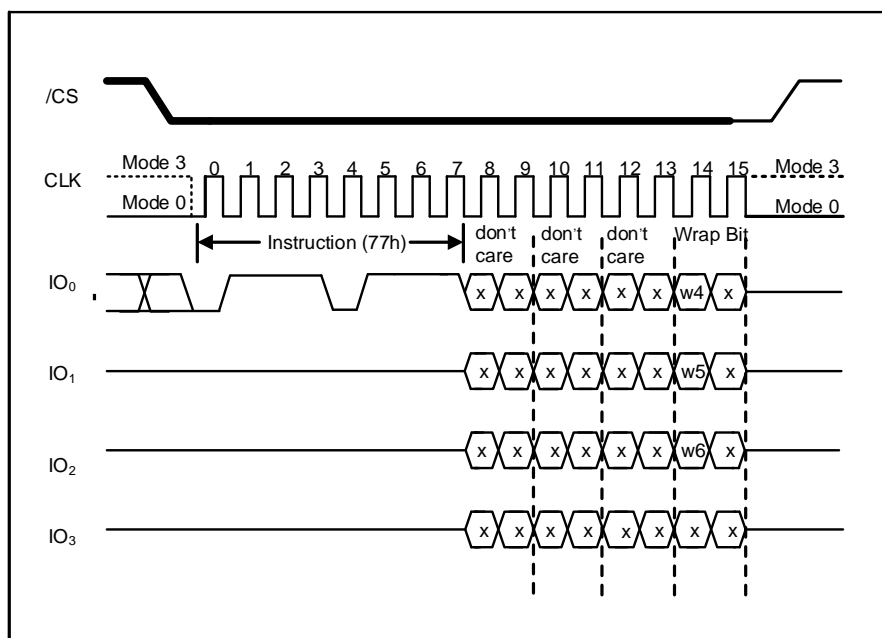 /CS
Mode 3 0 1 2 3 4 5 6 7 8 9 10 11 12 13 14 15 Mode 3
CLK
Mode 0 Mode 0
Instruction (77h) don't care don't care don't care Wrap Bit
IO0 x x x x x x w4 x
IO1 x x x x x x w5 x
IO2 x x x x x x w6 x
IO3 x x x x x x x x